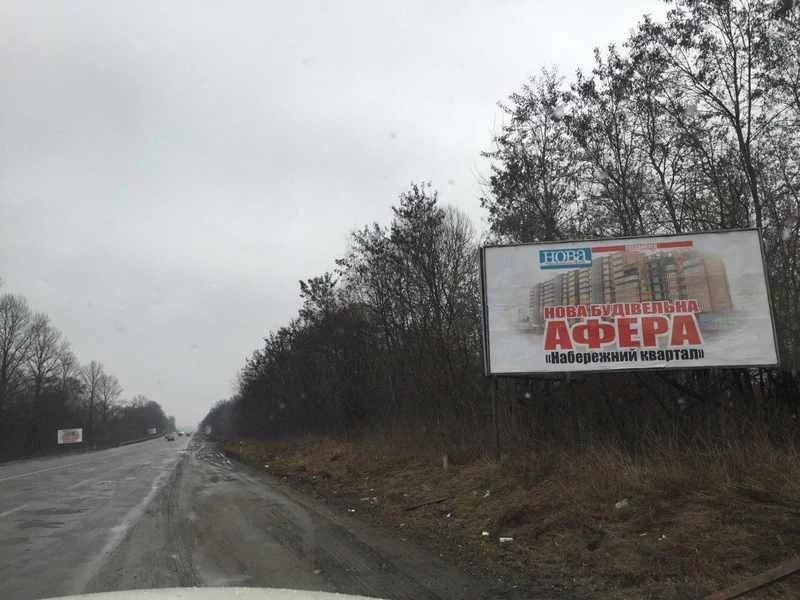 НОВА
НОВА БУДІВЕЛЬНА
АФЕРА
«Набережний квартал»